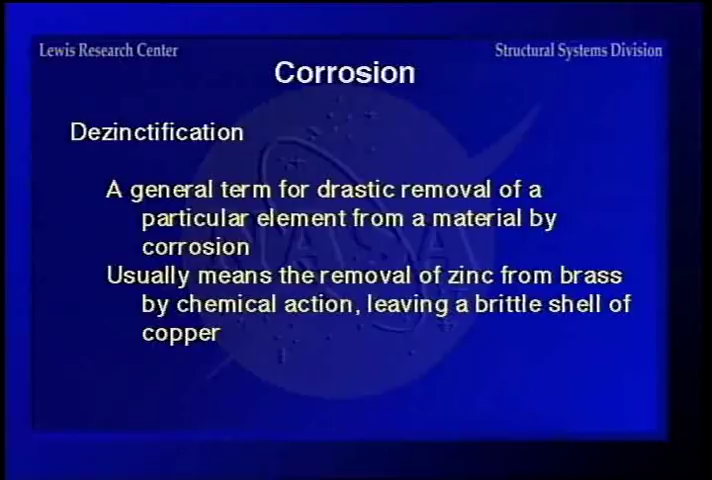 Lewis Research Center
Structural Systems Division
Corrosion
Dezinctification
A general term for drastic removal of a
particular element from a material by
corrosion
Usually means the removal of zinc from brass
by chemical action, leaving a brittle shell of
copper
NASA